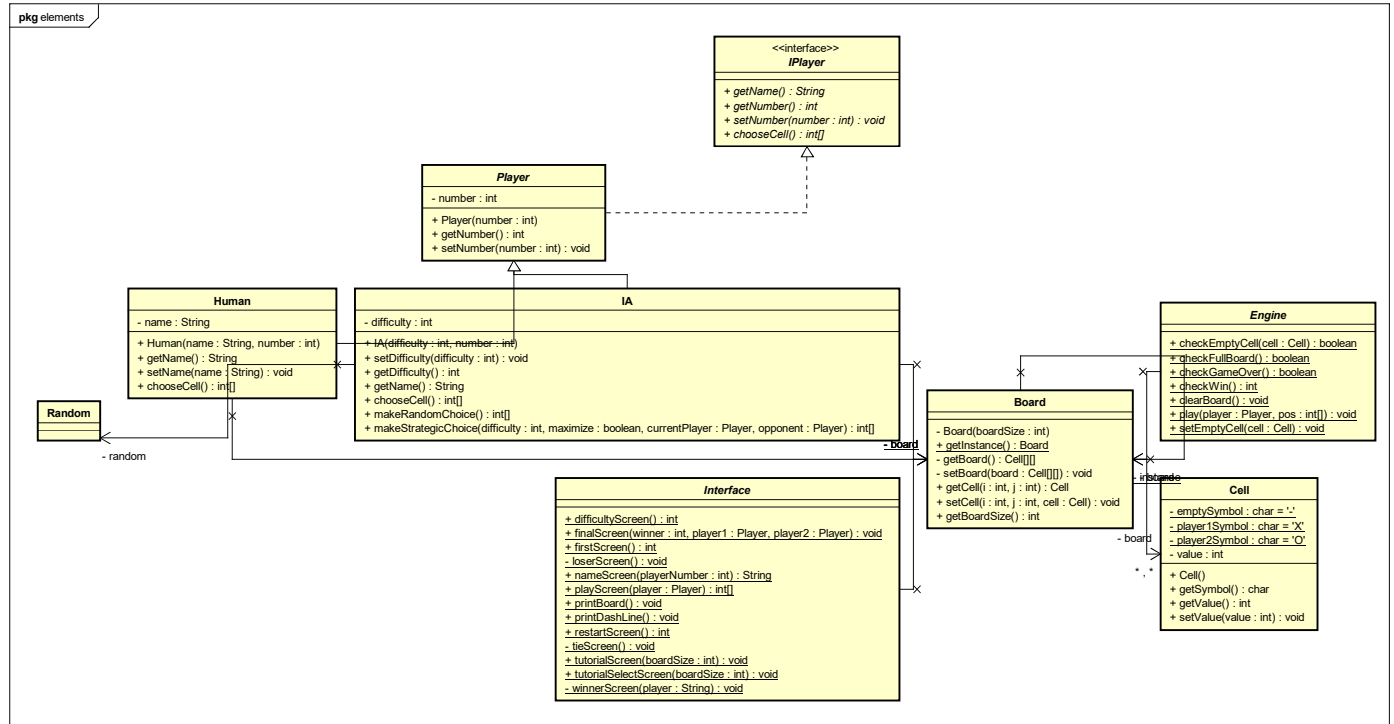 pkg elements
<<interface>>
IPlayer
+ getName() : String
+ getNumber() : int
+ setNumber(number : int) : void
+ chooseCell() : int[]
Player
- number : int
+ Player(number : int)
+ getNumber() : int
+ setNumber(number : int) : void
Human
- name : String
+ Human(name : String, number : int)
+ getName() : String
+ setName(name : String) : void
+ chooseCell() : int[]
IA
- difficulty : int
+ IA(difficulty : int, number : int)
+ setDifficulty(difficulty : int) : void
+ getDifficulty() : int
+ getName() : String
+ chooseCell() : int[]
+ makeRandomChoice() : int[]
+ makeStrategicChoice(difficulty : int, maximize : boolean, currentPlayer : Player, opponent : Player) : int[]
Random
- random
Engine
+ checkEmptyCell(cell : Cell) : boolean
+ checkFullBoard() : boolean
+ checkGameOver() : boolean
+ checkWin() : int
+ clearBoard() : void
+ play(player : Player, pos : int[]) : void
+ setEmptyCell(cell : Cell) : void
Board
- Board(boardSize : int)
+ getInstance() : Board
- getBoard() : Cell[][]
- setBoard(board : Cell[][]) : void
+ getCell(i : int, j : int) : Cell
+ setCell(i : int, j : int, cell : Cell) : void
+ getBoardSize() : int
- board
- board
* , *
Interface
+ difficultyScreen() : int
+ finalScreen(winner : int, player1 : Player, player2 : Player) : void
+ firstScreen() : int
- loserScreen() : void
+ nameScreen(playerNumber : int) : String
+ playScreen(player : Player) : int[]
+ printBoard() : void
+ printDashLine() : void
+ restartScreen() : int
- tieScreen() : void
+ tutorialScreen(boardSize : int) : void
+ tutorialSelectScreen(boardSize : int) : void
- winnerScreen(player : String) : void
Cell
- emptySymbol : char = '-'
- player1Symbol : char = 'X'
- player2Symbol : char = 'O'
- value : int
+ Cell()
+ getSymbol() : char
+ getValue() : int
+ setValue(value : int) : void